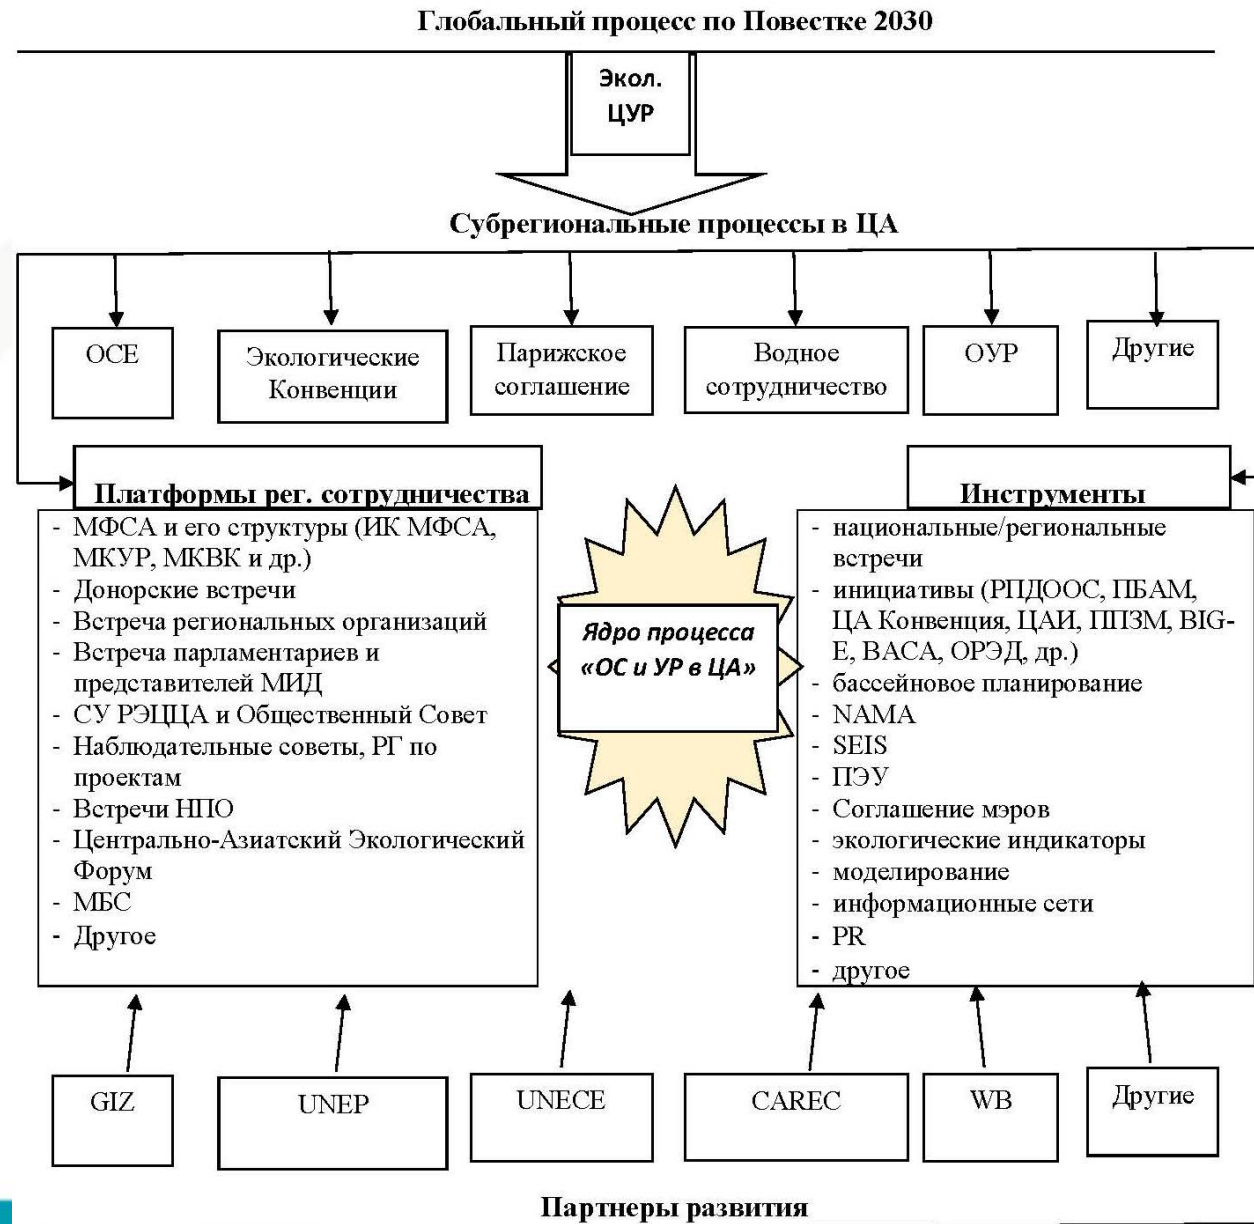 Глобальный процесс по Повестке 2030
Экол.
ЦУР
Субрегиональные процессы в ЦА
ОСЕ
Экологические
Конвенции
Парижское
соглашение
Водное
сотрудничество
ОУР
Другие
Платформы рег. сотрудничества
- МФСА и его структуры (ИК МФСА,
МКУР, МКВК и др.)
- Донорские встречи
- Встреча региональных организаций
- Встреча парламентариев и
представителей МИД
- СУ РЭЦЦА и Общественный Совет
- Наблюдательные советы, РГ по
проектам
- Встречи НПО
- Центрально-Азиатский Экологический
Форум
- МБС
- Другое
Ядро процесса
«ОС и УР в ЦА»
Инструменты
- национальные/региональные
встречи
- инициативы (РПДООС, ПБАМ,
ЦА Конвенция, ЦАИ, ППЗМ, BIG-
E, ВАСА, ОРЭД, др.)
- бассейновое планирование
- NAMA
- SEIS
- ПЭУ
- Соглашение мэров
- экологические индикаторы
- моделирование
- информационные сети
- PR
- другое
GIZ
UNEP
UNECE
CAREC
WB
Другие
Партнеры развития